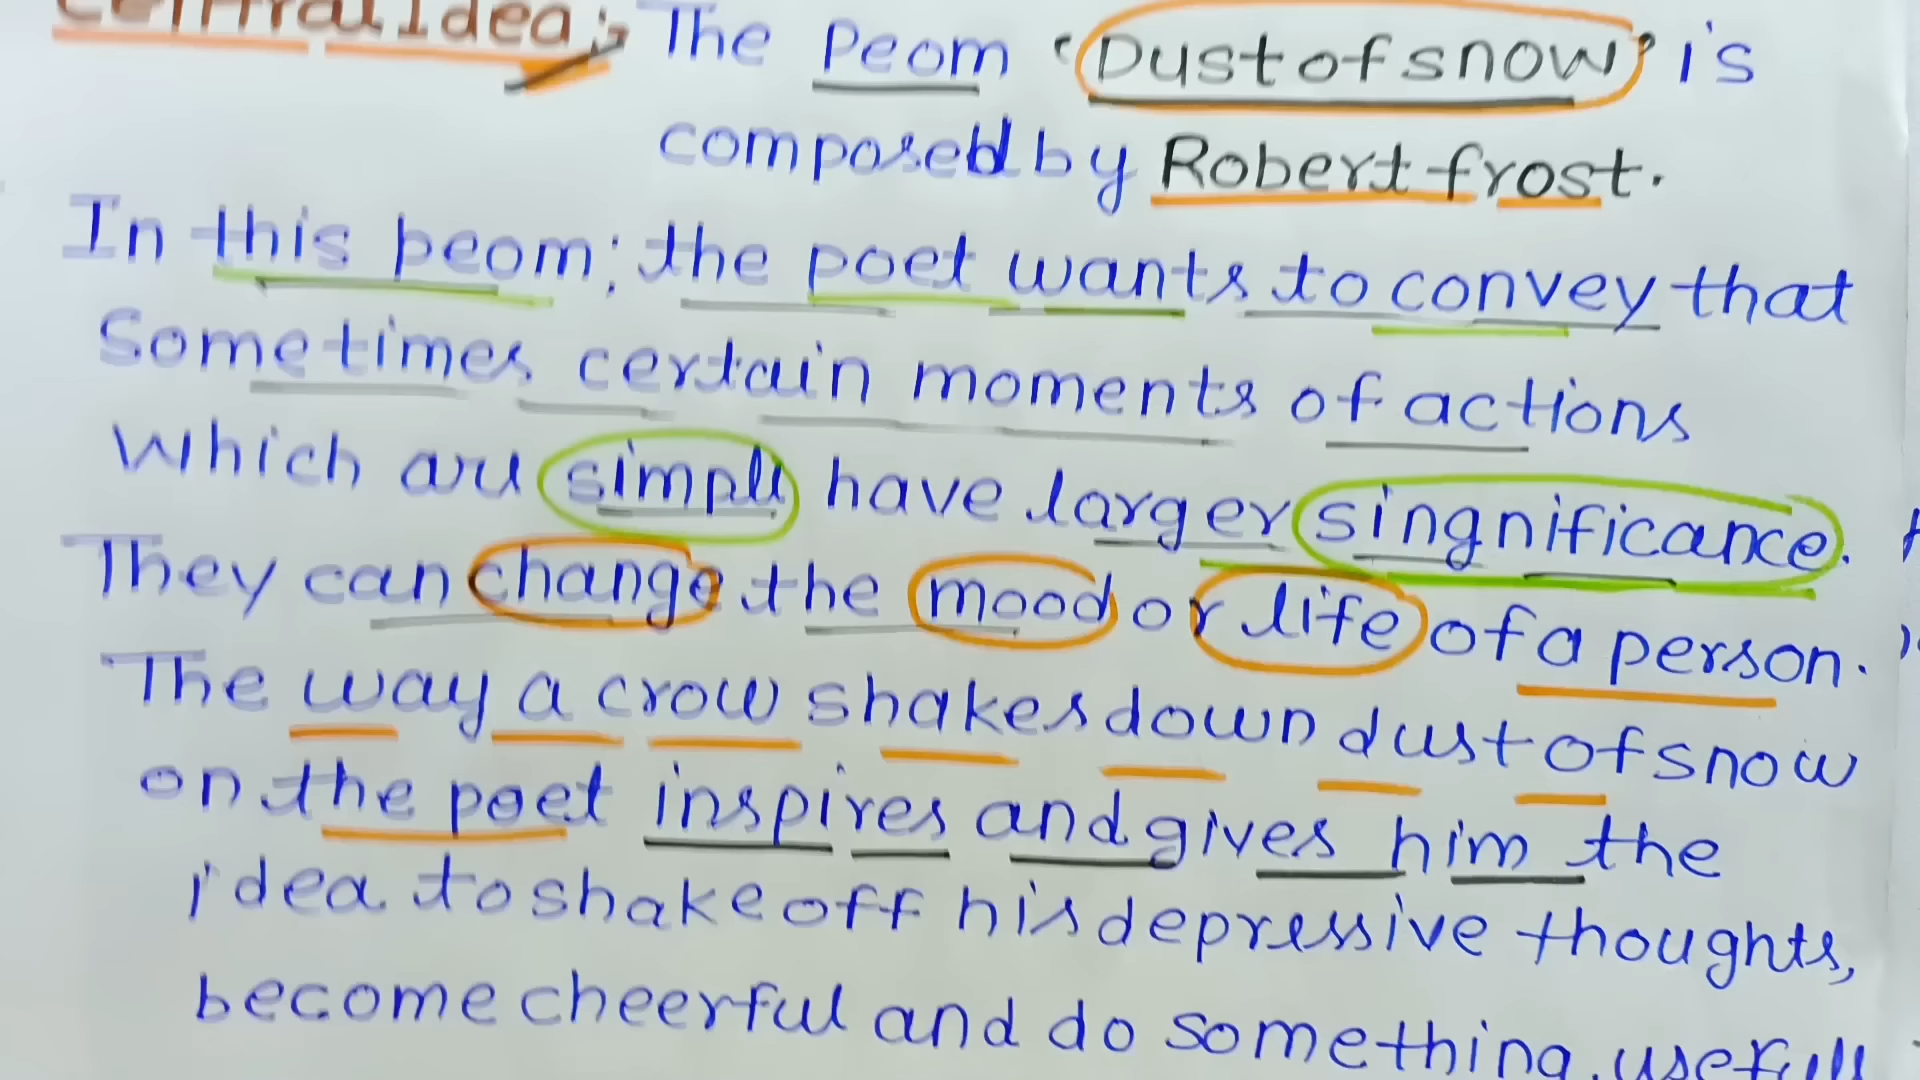 Central Idea:→ The Peom 'Dust of snow' is
composed by Robert frost.
In this peom; the poet wants to convey that
Sometimes certain moments of actions
which are simple have larger singnificance.
They can change the mood or life of a person.
The way a crow shakes down dust of snow
on the poet inspires and gives him the
idea to shake off his depressive thoughts,
become cheerful and do something usefull